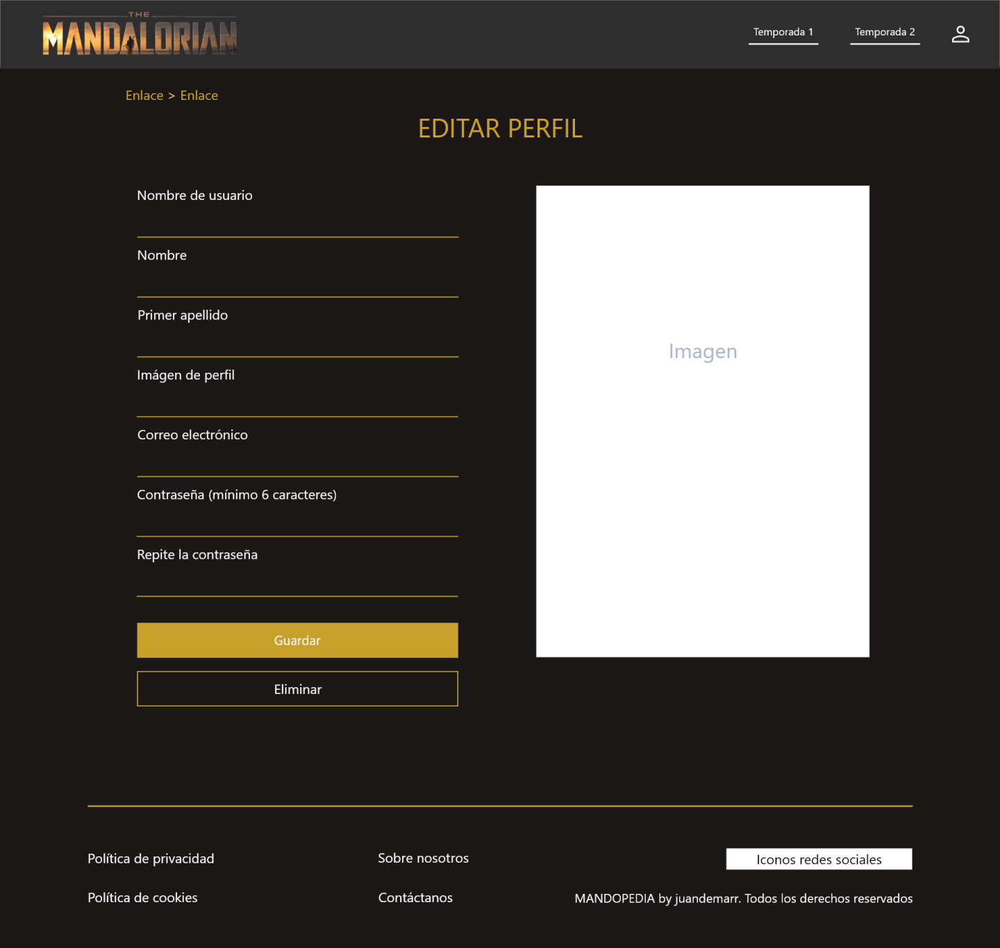 THE
MANDALORIAN
Temporada 1
Temporada 2
Enlace > Enlace
EDITAR PERFIL
Nombre de usuario
Nombre
Primer apellido
Imágen de perfil
Correo electrónico
Contraseña (mínimo 6 caracteres)
Repite la contraseña
Guardar
Eliminar
Imagen
Política de privacidad
Sobre nosotros
Iconos redes sociales
Política de cookies
Contáctanos
MANDOPEDIA by juandemarr. Todos los derechos reservados